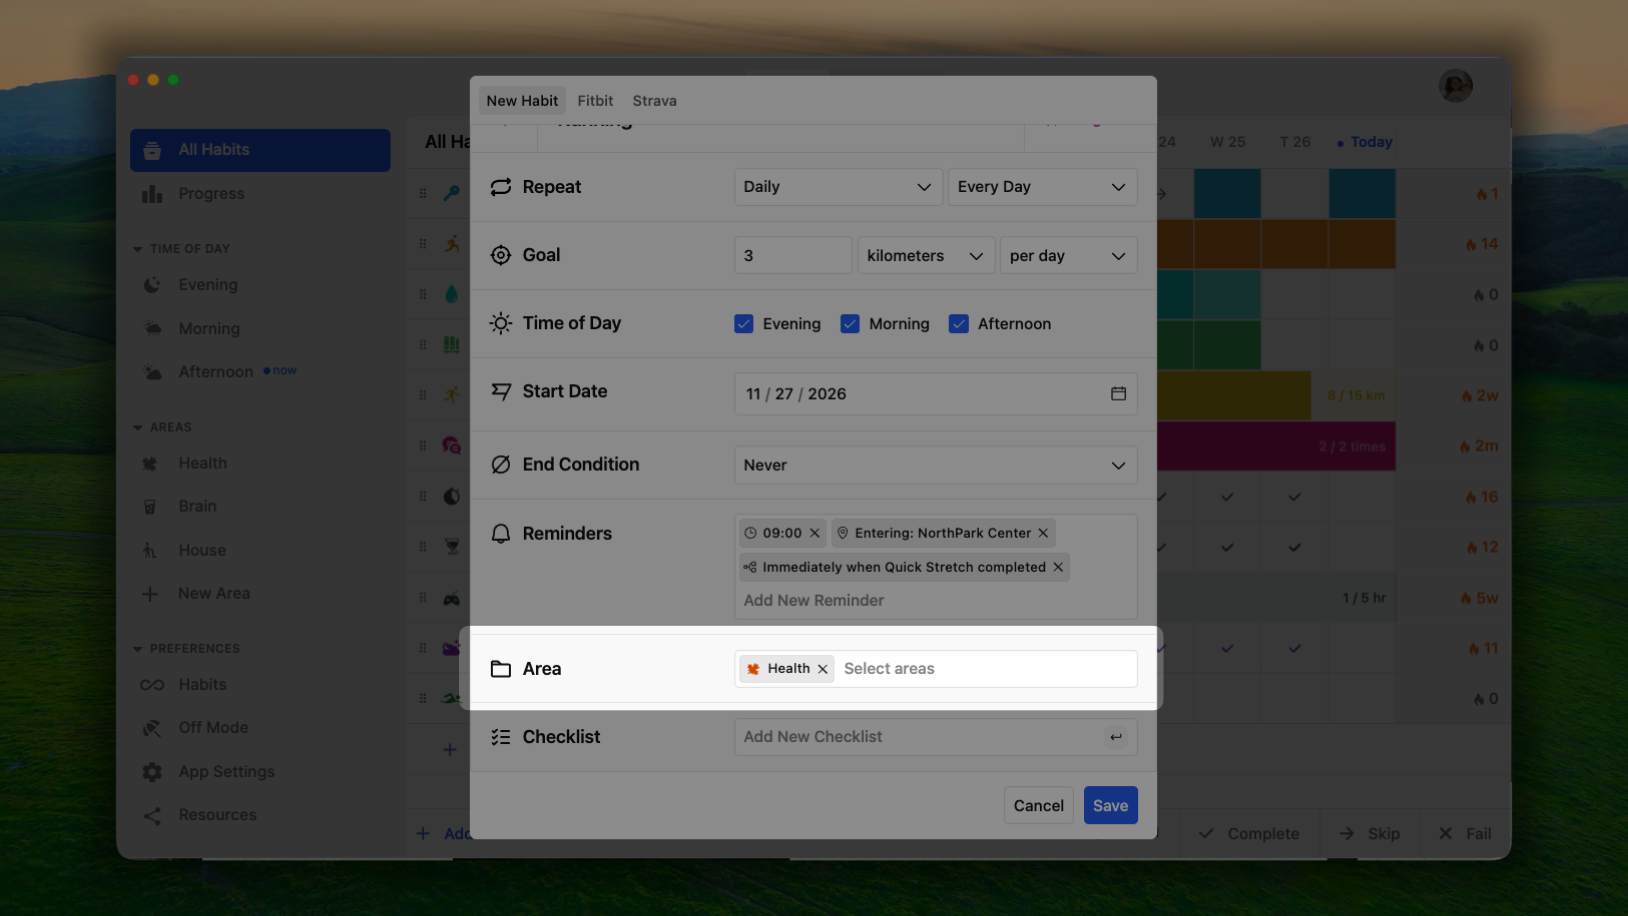 New Habit Fitbit Strava
All Habits
Progress
TIME OF DAY
Evening
Morning
Afternoon now
AREAS
Health
Brain
House
New Area
PREFERENCES
Habits
Off Mode
App Settings
Resources
All Ha
24 W 25 T 26 Today
Running
Repeat Daily Every Day
Goal 3 kilometers per day
Time of Day Evening Morning Afternoon
Start Date 11 / 27 / 2026
End Condition Never
Reminders 09:00 Entering: NorthPark Center
Immediately when Quick Stretch completed
Add New Reminder
Area Health Select areas
Checklist Add New Checklist
Cancel Save
1
14
0
0
8 / 15 km 2w
2 / 2 times 2m
16
12
1 / 5 hr 5w
11
0
Add
Complete Skip Fail